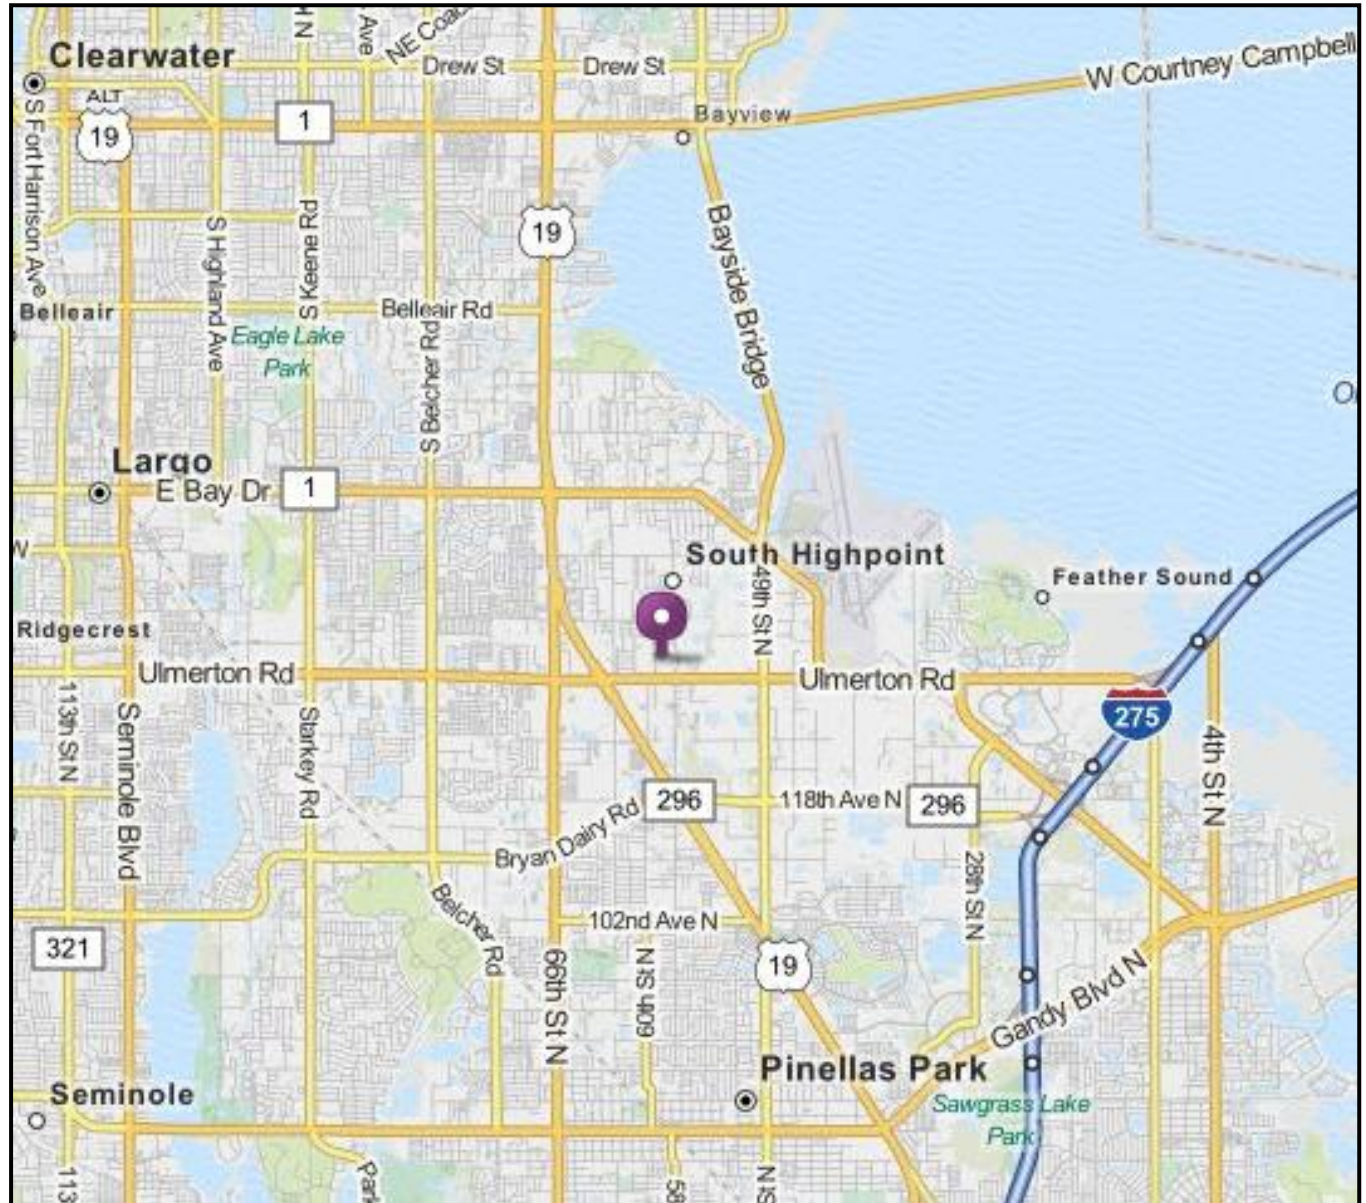 Clearwater
N
Ave
NE Coac
Drew St
Drew St
W Courtney Campbell
ALT
19
1
Bayview
S Fort Harrison Ave
S Highland Ave
S Keene Rd
19
Bayside Bridge
Belleair
Belleair Rd
Eagle Lake
Park
S Belcher Rd
Largo
E Bay Dr
1
South Highpoint
49th St N
Feather Sound
W
Ridgecrest
Ulmerton Rd
Ulmerton Rd
275
113th St N
Seminole Blvd
Starkey Rd
4th St N
296
118th Ave N
296
Bryan Dairy Rd
Belcher Rd
28th St N
102nd Ave N
321
66th St N
60th St N
19
Gandy Blvd N
Pinellas Park
Seminole
Sawgrass Lake
Park
113
Park
58
N St